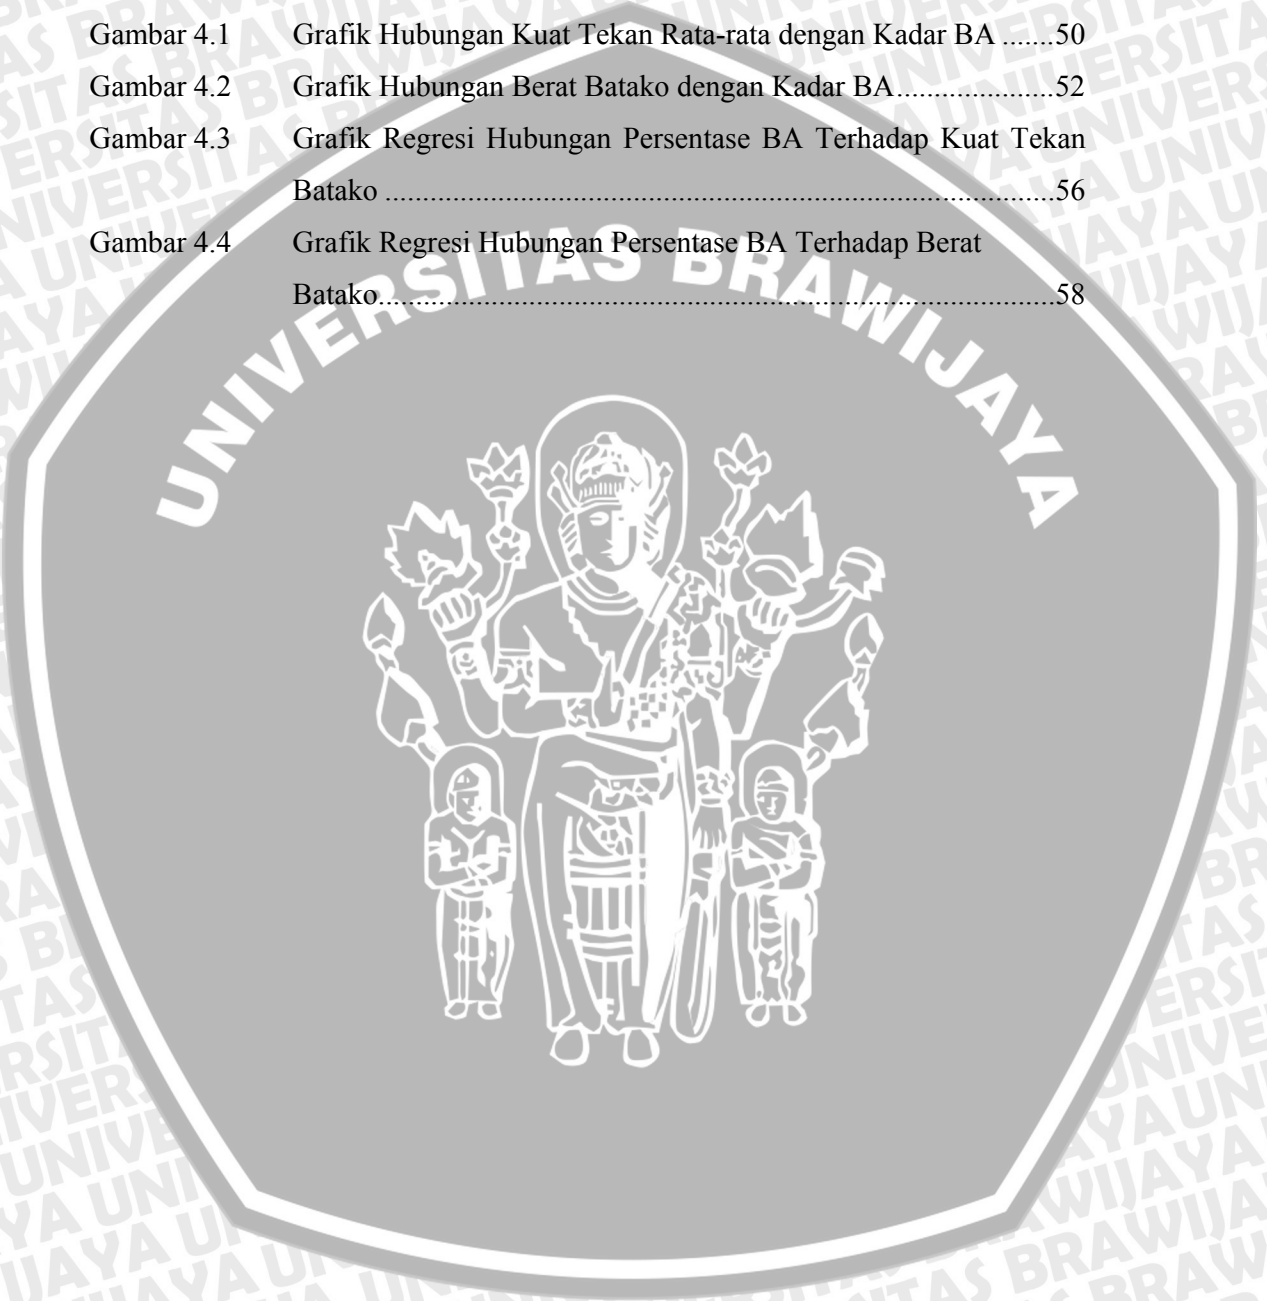 Gambar 4.1 Grafik Hubungan Kuat Tekan Rata-rata dengan Kadar BA .......50
Gambar 4.2 Grafik Hubungan Berat Batako dengan Kadar BA....................52
Gambar 4.3 Grafik Regresi Hubungan Persentase BA Terhadap Kuat Tekan
Batako .....................................................................................56
Gambar 4.4 Grafik Regresi Hubungan Persentase BA Terhadap Berat
Batako......................................................................................58
UNIVERSITAS BRAWIJAYA